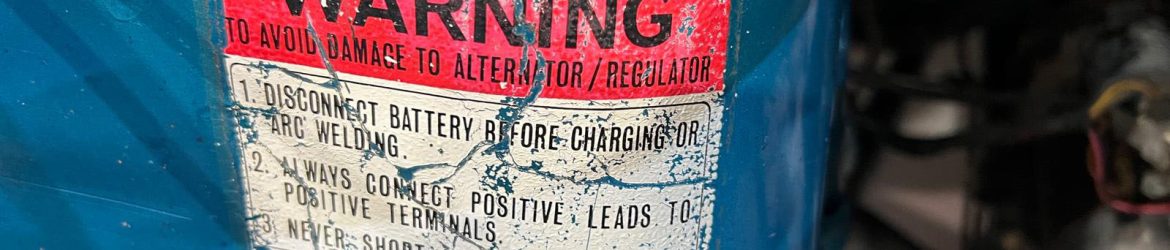 WARNING
TO AVOID DAMAGE TO ALTERNATOR/REGULATOR
1. DISCONNECT BATTERY BEFORE CHARGING OR
ARC WELDING.
2. ALWAYS CONNECT POSITIVE LEADS TO
POSITIVE TERMINALS
3. NEVER SHORT